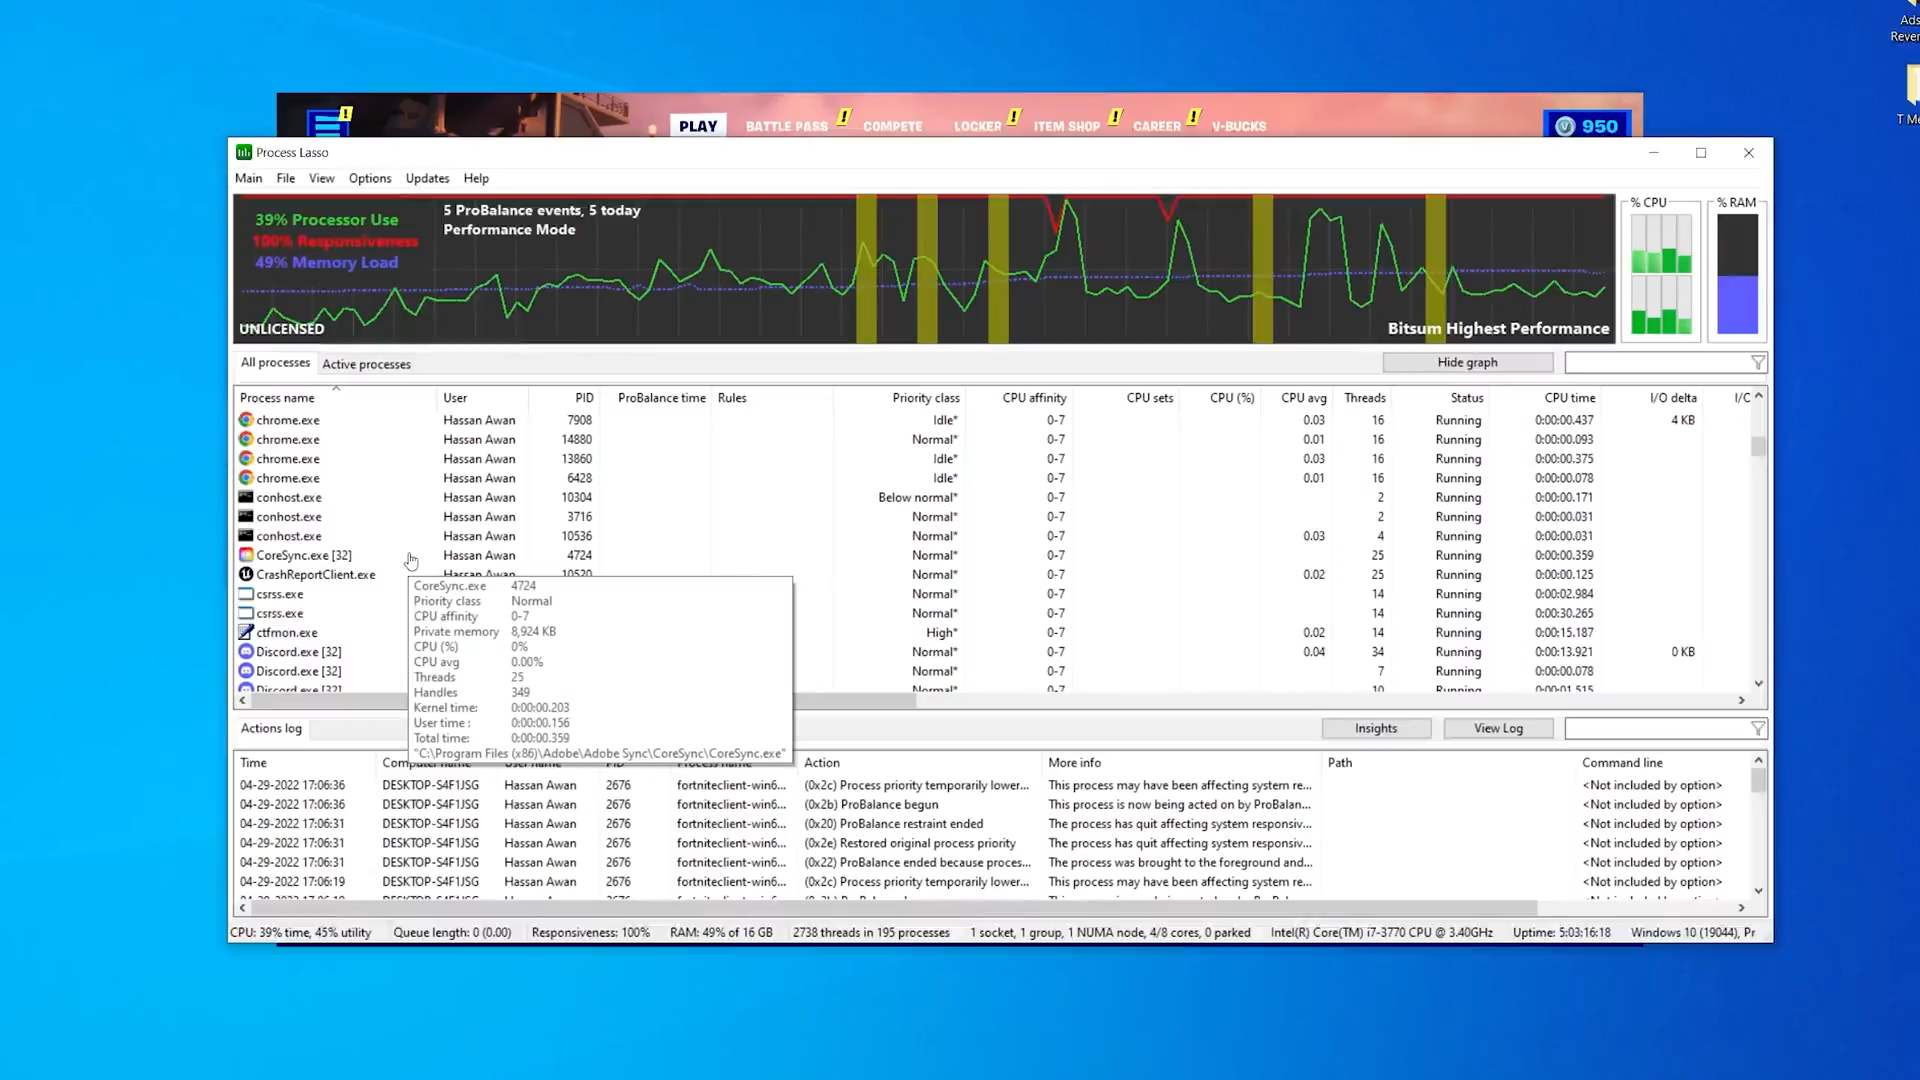 Ads
Rever
T Me
PLAY BATTLE PASS ! COMPETE LOCKER ! ITEM SHOP ! CAREER ! V-BUCKS 950
Process Lasso
Main File View Options Updates Help
39% Processor Use
100% Responsiveness
49% Memory Load
5 ProBalance events, 5 today
Performance Mode
UNLICENSED
Bitsum Highest Performance
% CPU % RAM
All processes Active processes Hide graph
Process name User PID ProBalance time Rules Priority class CPU affinity CPU sets CPU (%) CPU avg Threads Status CPU time I/O delta I/C
chrome.exe Hassan Awan 7908 Idle* 0-7 0.03 16 Running 0:00:00.437 4 KB
chrome.exe Hassan Awan 14880 Normal* 0-7 0.01 16 Running 0:00:00.093
chrome.exe Hassan Awan 13860 Idle* 0-7 0.03 16 Running 0:00:00.375
chrome.exe Hassan Awan 6428 Idle* 0-7 0.01 16 Running 0:00:00.078
conhost.exe Hassan Awan 10304 Below normal* 0-7 2 Running 0:00:00.171
conhost.exe Hassan Awan 3716 Normal* 0-7 2 Running 0:00:00.031
conhost.exe Hassan Awan 10536 Normal* 0-7 0.03 4 Running 0:00:00.031
CoreSync.exe [32] Hassan Awan 4724 Normal* 0-7 25 Running 0:00:00.359
CrashReportClient.exe Hassan Awan 10520 Normal* 0-7 0.02 25 Running 0:00:00.125
csrss.exe Normal* 0-7 14 Running 0:00:02.984
csrss.exe Normal* 0-7 14 Running 0:00:30.265
ctfmon.exe High* 0-7 0.02 14 Running 0:00:15.187
Discord.exe [32] Normal* 0-7 0.04 34 Running 0:00:13.921 0 KB
Discord.exe [32] Normal* 0-7 7 Running 0:00:00.078
Discord.exe [32] Normal* 0-7 10 Running 0:00:01.515
CoreSync.exe 4724
Priority class Normal
CPU affinity 0-7
Private memory 8,924 KB
CPU (%) 0%
CPU avg 0.00%
Threads 25
Handles 349
Kernel time: 0:00:00.203
User time : 0:00:00.156
Total time: 0:00:00.359
"C:\Program Files (x86)\Adobe\Adobe Sync\CoreSync\CoreSync.exe"
Actions log Insights View Log
Time Computer name User name PID Process name Action More info Path Command line
04-29-2022 17:06:36 DESKTOP-S4F1JSG Hassan Awan 2676 fortniteclient-win6... (0x2c) Process priority temporarily lower... This process may have been affecting system re... <Not included by option>
04-29-2022 17:06:36 DESKTOP-S4F1JSG Hassan Awan 2676 fortniteclient-win6... (0x2b) ProBalance begun This process is now being acted on by ProBalan... <Not included by option>
04-29-2022 17:06:31 DESKTOP-S4F1JSG Hassan Awan 2676 fortniteclient-win6... (0x20) ProBalance restraint ended The process has quit affecting system responsiv... <Not included by option>
04-29-2022 17:06:31 DESKTOP-S4F1JSG Hassan Awan 2676 fortniteclient-win6... (0x2e) Restored original process priority The process has quit affecting system responsiv... <Not included by option>
04-29-2022 17:06:31 DESKTOP-S4F1JSG Hassan Awan 2676 fortniteclient-win6... (0x22) ProBalance ended because proces... The process was brought to the foreground and... <Not included by option>
04-29-2022 17:06:19 DESKTOP-S4F1JSG Hassan Awan 2676 fortniteclient-win6... (0x2c) Process priority temporarily lower... This process may have been affecting system re... <Not included by option>
CPU: 39% time, 45% utility Queue length: 0 (0.00) Responsiveness: 100% RAM: 49% of 16 GB 2738 threads in 195 processes 1 socket, 1 group, 1 NUMA node, 4/8 cores, 0 parked Intel(R) Core(TM) i7-3770 CPU @ 3.40GHz Uptime: 5:03:16:18 Windows 10 (19044), Pr